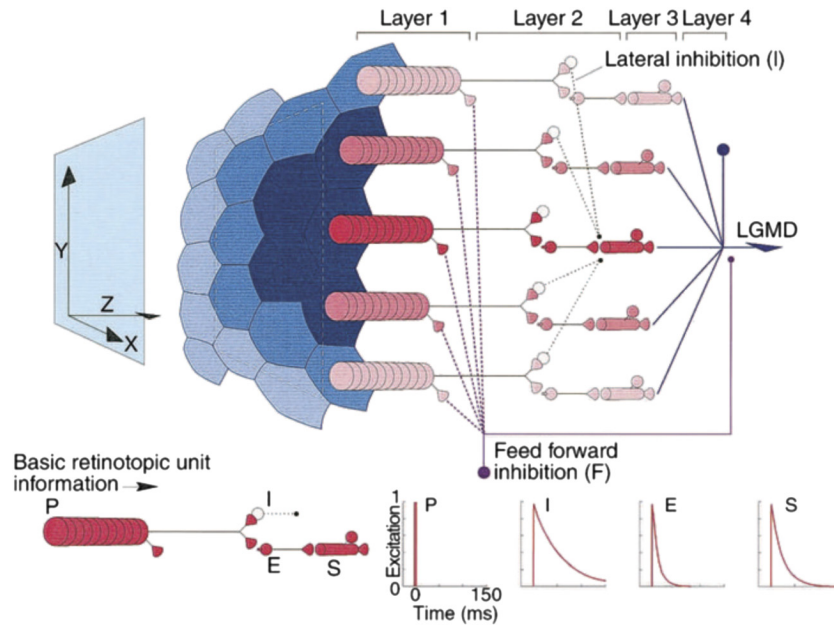 Layer 1 Layer 2 Layer 3 Layer 4
Lateral inhibition (I)
Y
Z
X
LGMD
Feed forward
inhibition (F)
Basic retinotopic unit
information
P
I
E
S
Excitation
1
0
P
0
150
Time (ms)
I
E
S